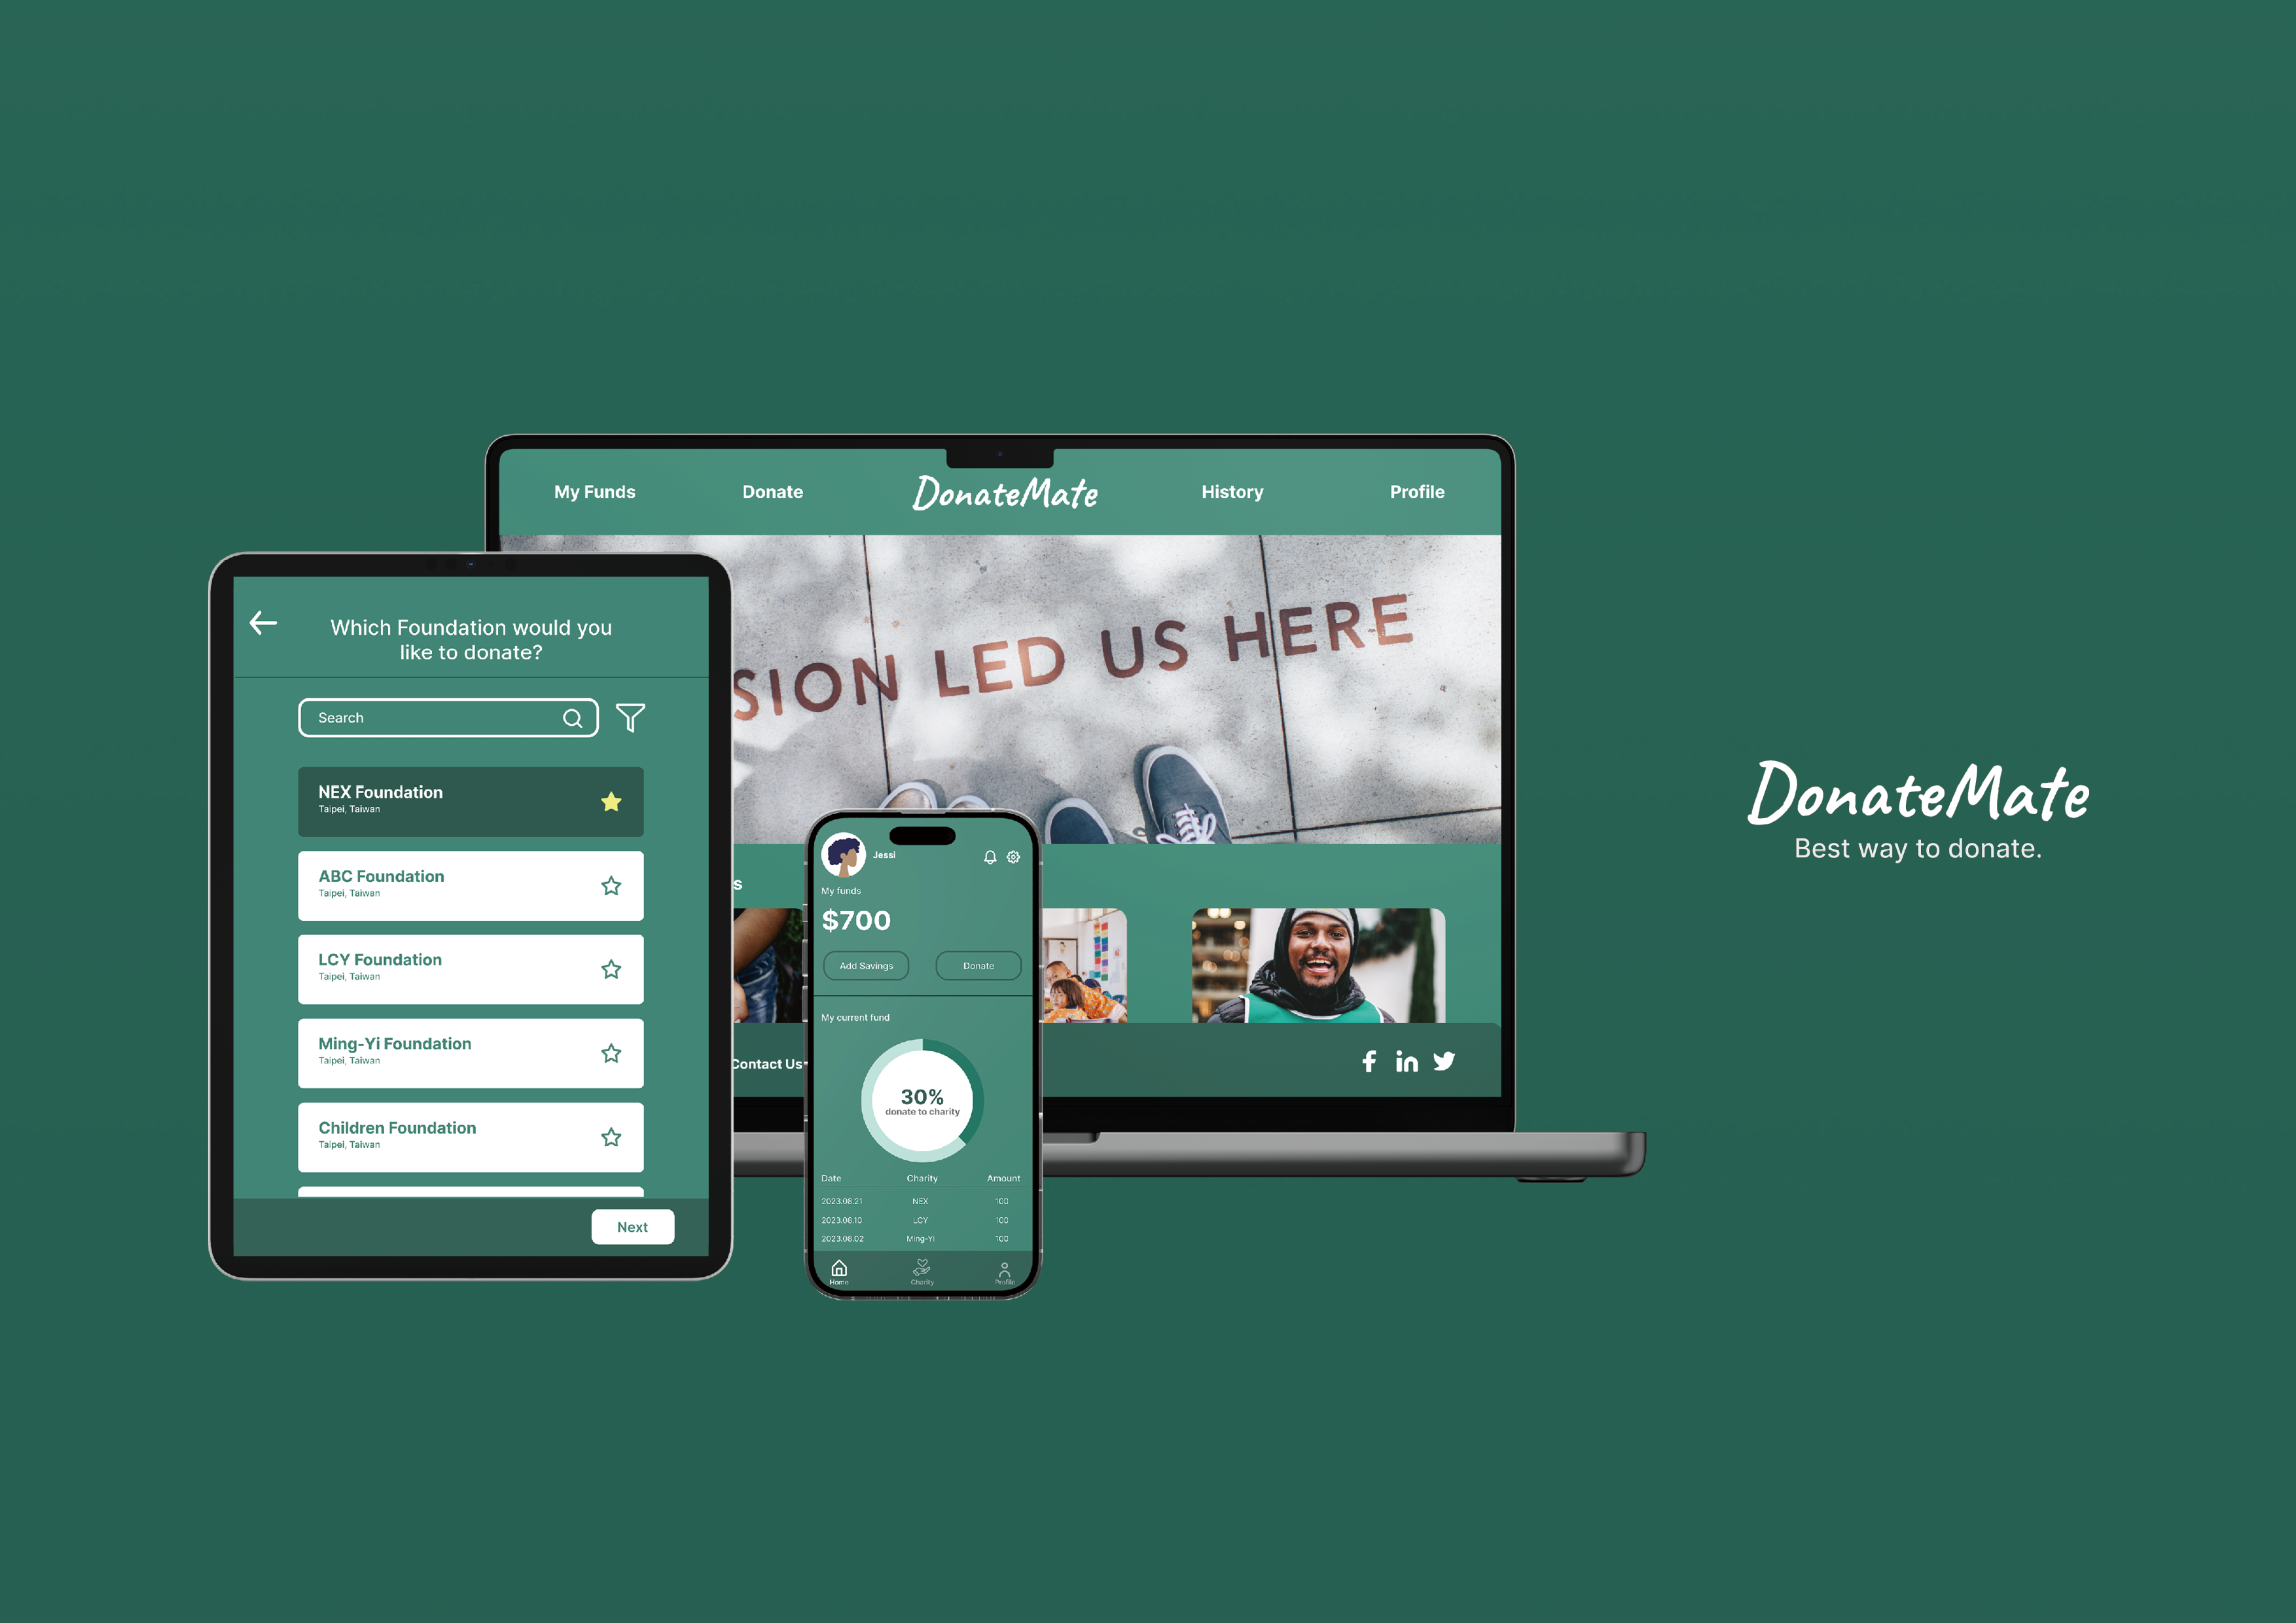 My Funds
Donate
DonateMate
History
Profile
SION LED US HERE
s
Contact Us
Which Foundation would you
like to donate?
Search
NEX Foundation
Taipei, Taiwan
ABC Foundation
Taipei, Taiwan
LCY Foundation
Taipei, Taiwan
Ming-Yi Foundation
Taipei, Taiwan
Children Foundation
Taipei, Taiwan
Next
Jessi
My funds
$700
Add Savings
Donate
My current fund
30%
donate to charity
Date Charity Amount
2023.08.21 NEX 100
2023.08.10 LCY 100
2023.08.02 Ming-Yi 100
Home Charity Profile
f in
DonateMate
Best way to donate.